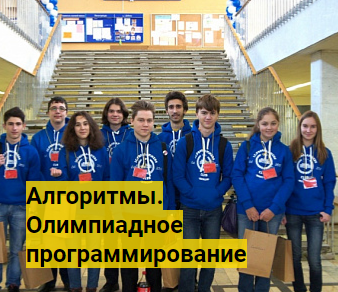 Алгоритмы.
Олимпиадное
программирование